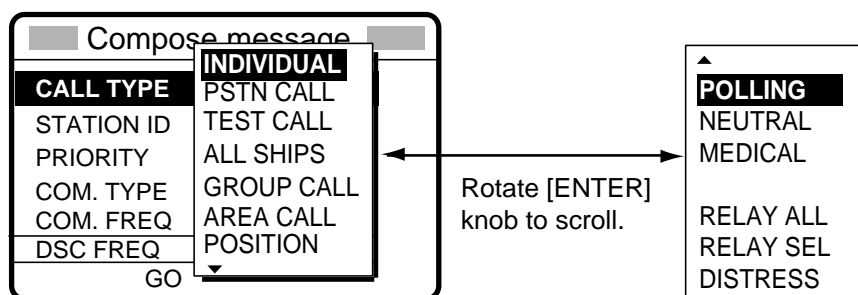 Compose message
CALL TYPE
STATION ID
PRIORITY
COM. TYPE
COM. FREQ
DSC FREQ
GO
INDIVIDUAL
PSTN CALL
TEST CALL
ALL SHIPS
GROUP CALL
AREA CALL
POSITION
Rotate [ENTER]
knob to scroll.
POLLING
NEUTRAL
MEDICAL
RELAY ALL
RELAY SEL
DISTRESS